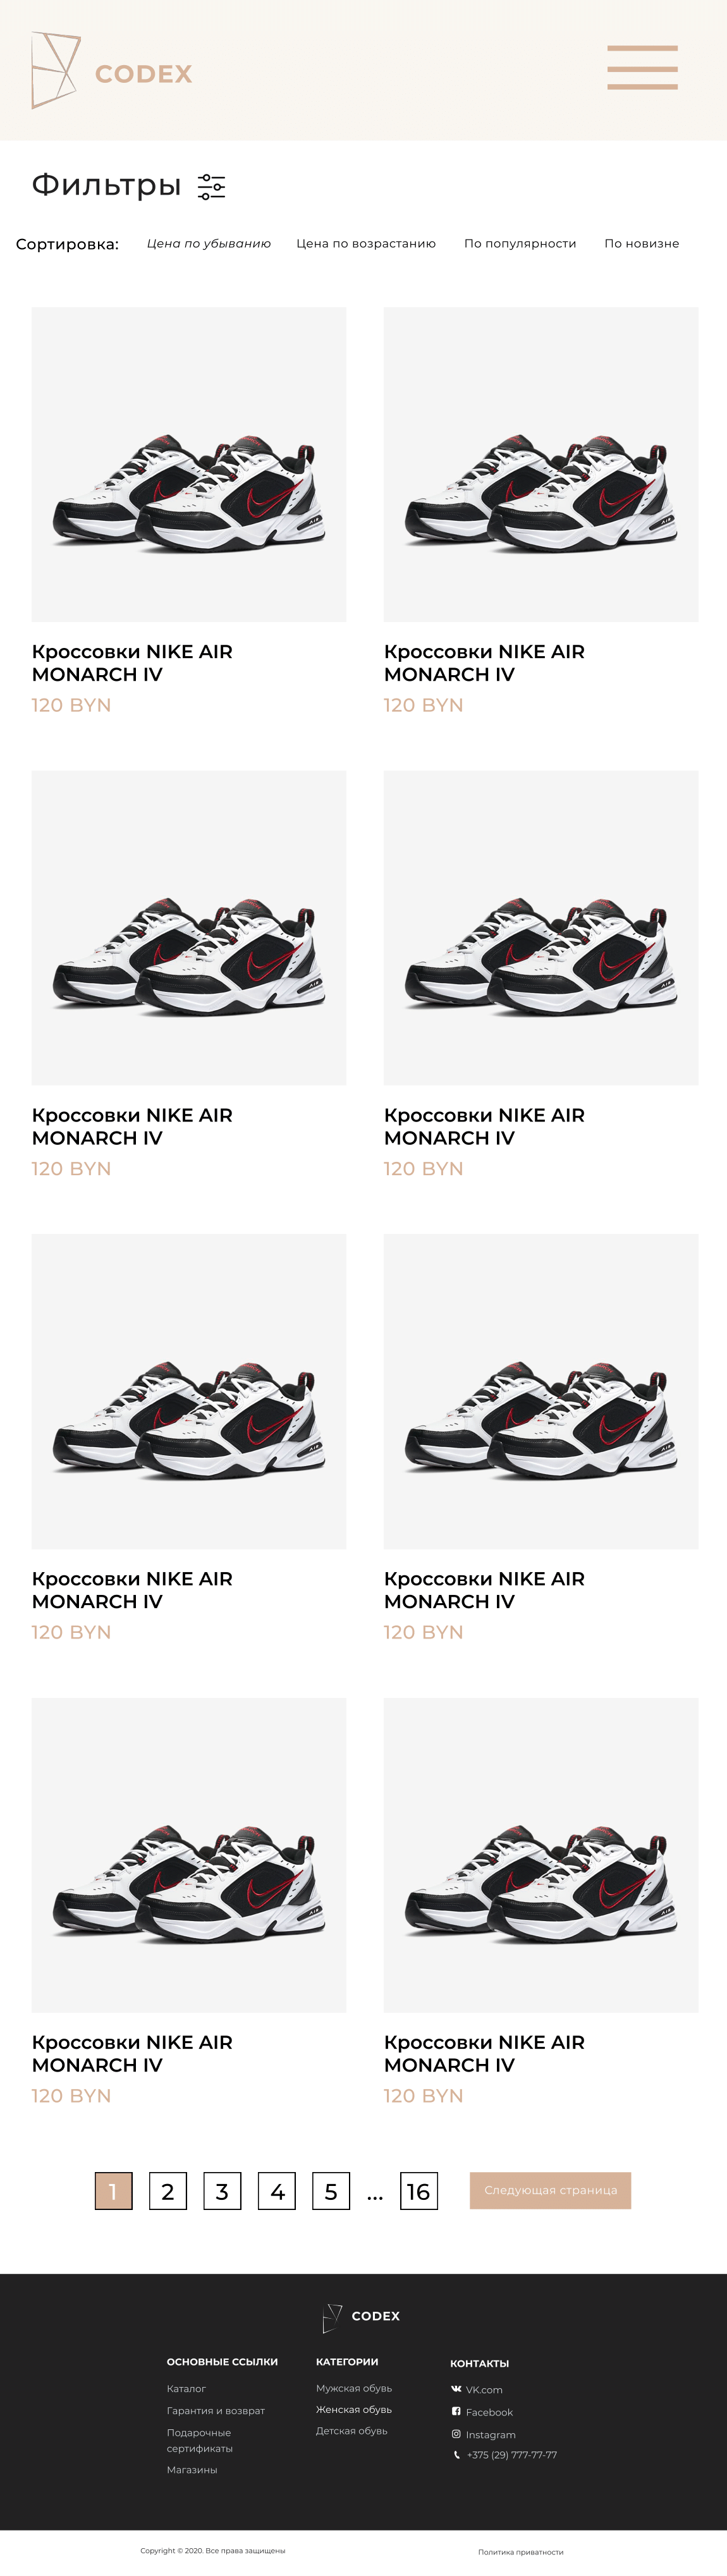 CODEX
Фильтры
Сортировка: Цена по убыванию Цена по возрастанию По популярности По новизне
Кроссовки NIKE AIR
MONARCH IV
120 BYN
Кроссовки NIKE AIR
MONARCH IV
120 BYN
Кроссовки NIKE AIR
MONARCH IV
120 BYN
Кроссовки NIKE AIR
MONARCH IV
120 BYN
Кроссовки NIKE AIR
MONARCH IV
120 BYN
Кроссовки NIKE AIR
MONARCH IV
120 BYN
Кроссовки NIKE AIR
MONARCH IV
120 BYN
Кроссовки NIKE AIR
MONARCH IV
120 BYN
1 2 3 4 5 ... 16 Следующая страница
CODEX
ОСНОВНЫЕ ССЫЛКИ
Каталог
Гарантия и возврат
Подарочные
сертификаты
Магазины
КАТЕГОРИИ
Мужская обувь
Женская обувь
Детская обувь
КОНТАКТЫ
VK.com
Facebook
Instagram
+375 (29) 777-77-77
Copyright © 2020. Все права защищены
Политика приватности